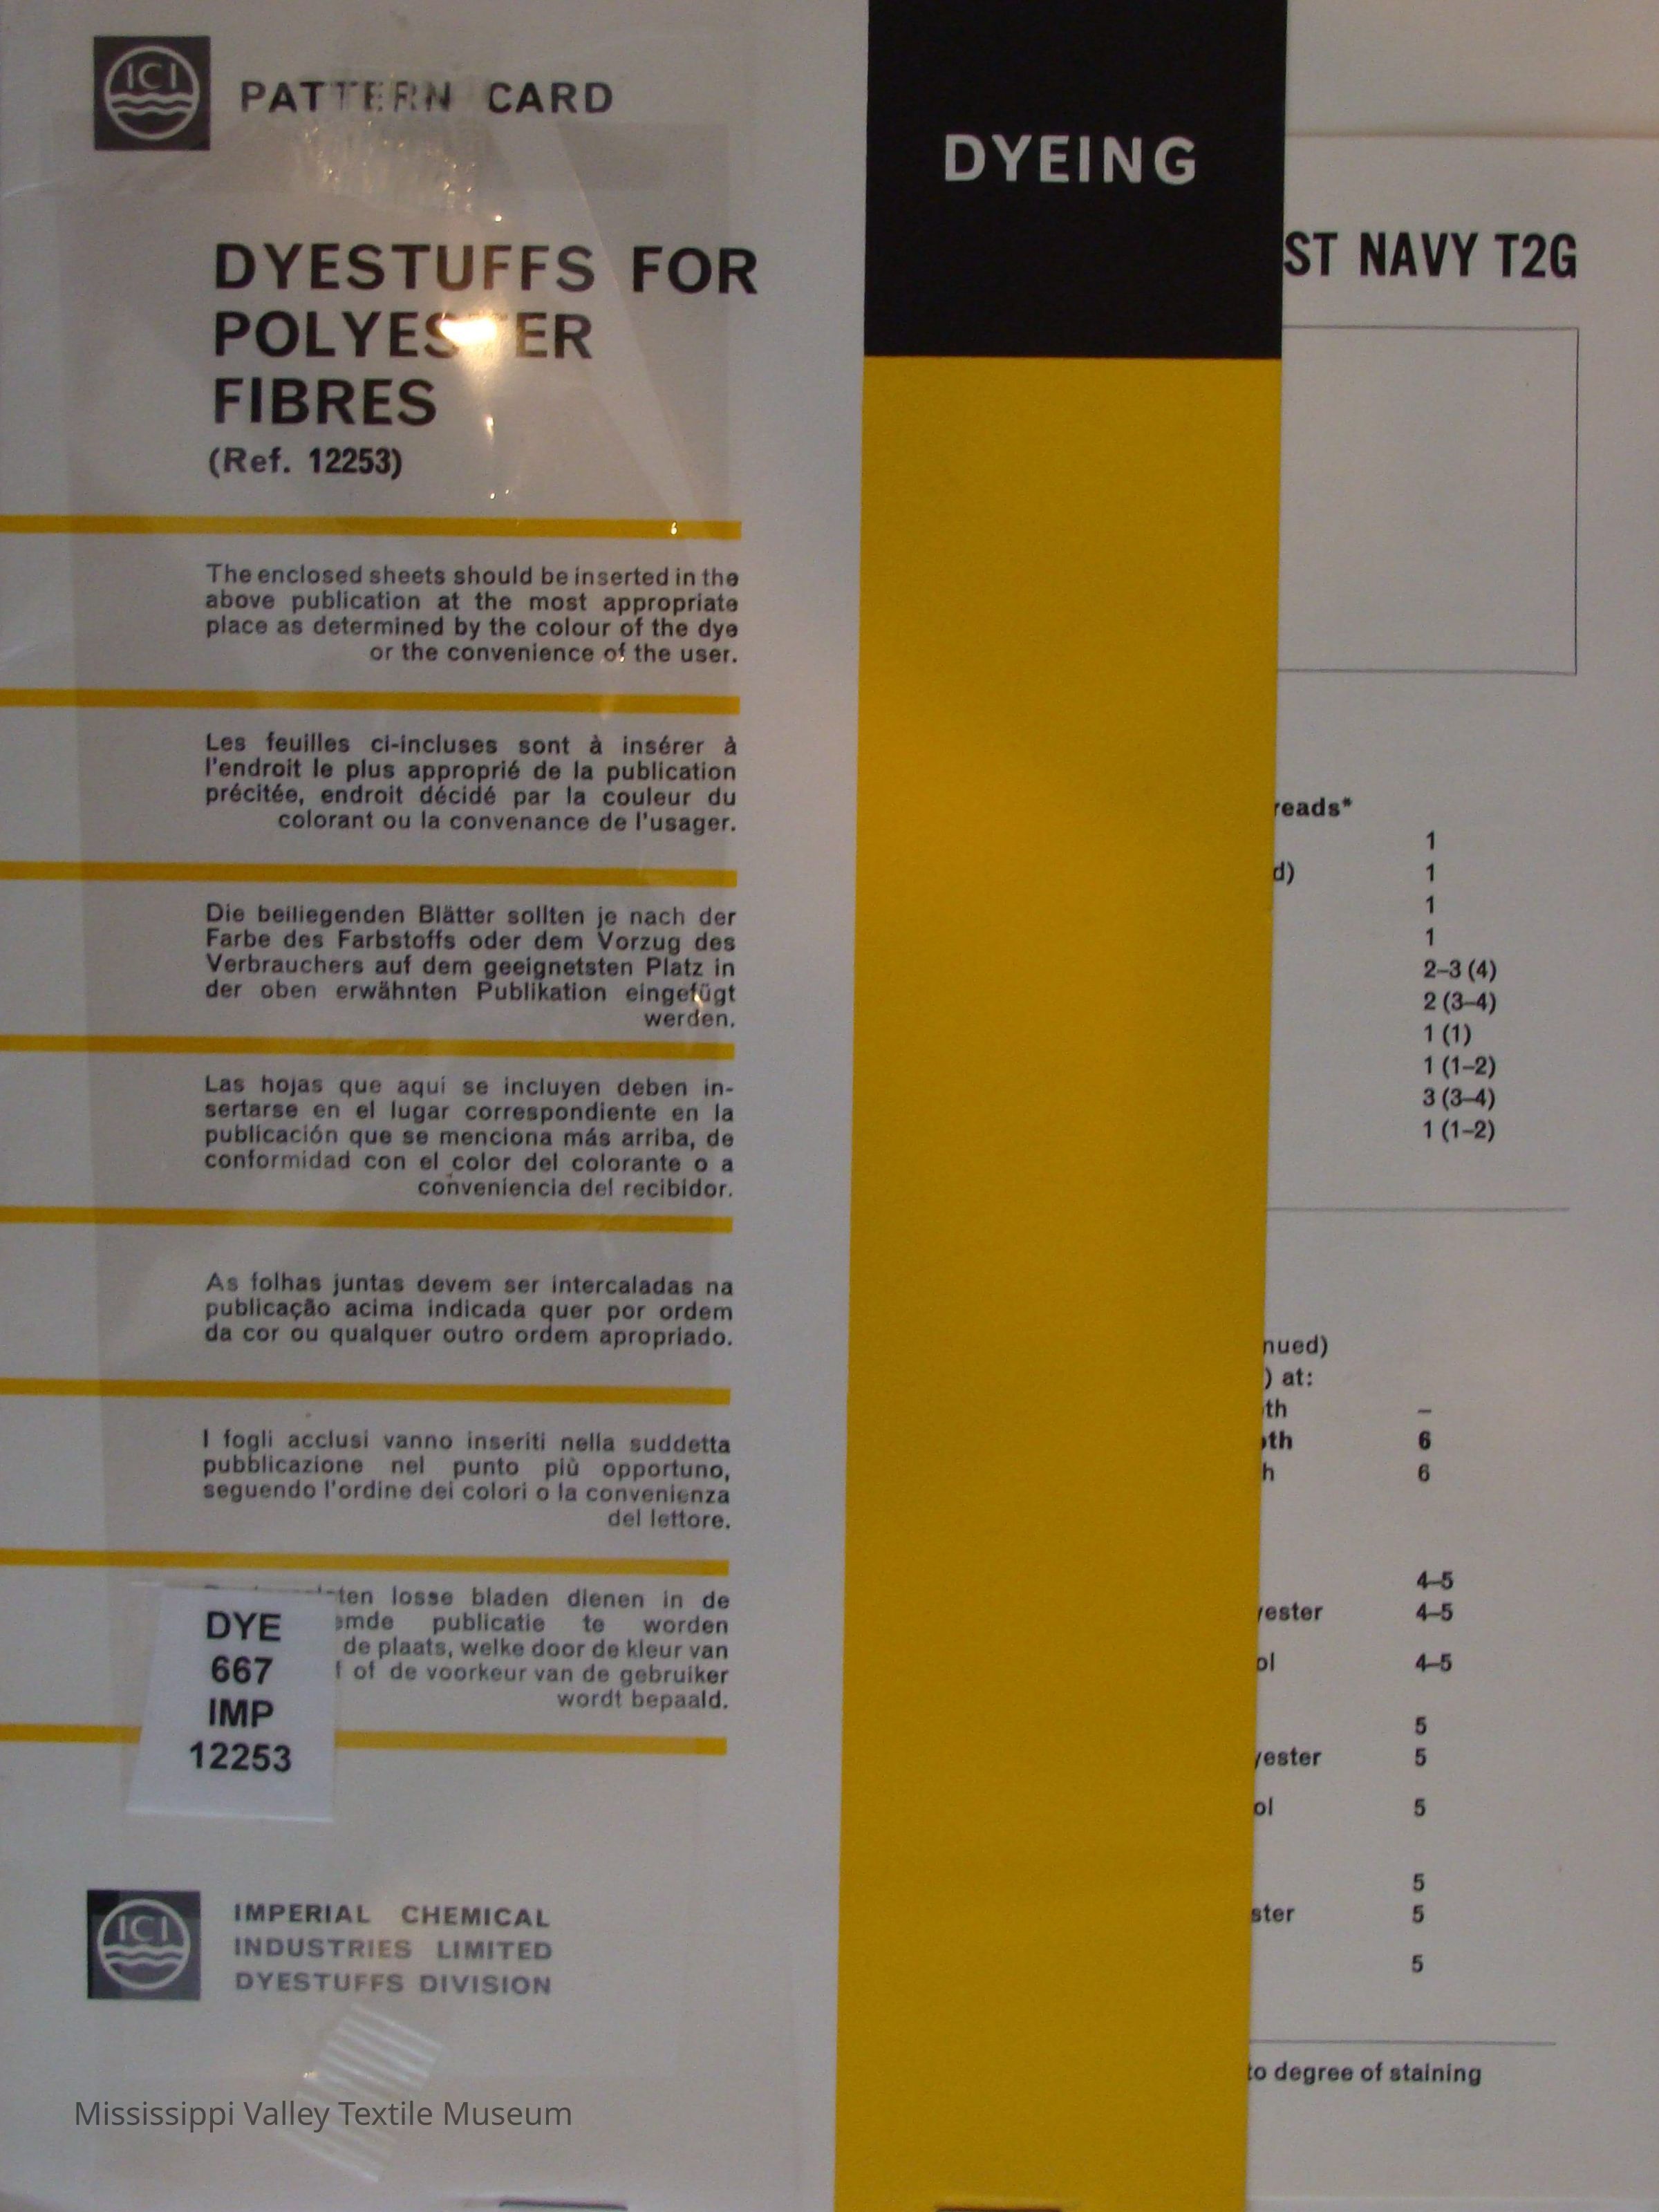 ICI
PATTERN CARD
DYESTUFFS FOR
POLYESTER
FIBRES
(Ref. 12253)
The enclosed sheets should be inserted in the
above publication at the most appropriate
place as determined by the colour of the dye
or the convenience of the user.
Les feuilles ci-incluses sont à insérer à
l'endroit le plus approprié de la publication
précitée, endroit décidé par la couleur du
colorant ou la convenance de l'usager.
Die beiliegenden Blätter sollten je nach der
Farbe des Farbstoffs oder dem Vorzug des
Verbrauchers auf dem geeignetsten Platz in
der oben erwähnten Publikation eingefügt
werden.
Las hojas que aquí se incluyen deben in-
sertarse en el lugar correspondiente en la
publicación que se menciona más arriba, de
conformidad con el color del colorante o a
conveniencia del recibidor.
As folhas juntas devem ser intercaladas na
publicação acima indicada quer por ordem
da cor ou qualquer outro ordem apropriado.
I fogli acclusi vanno inseriti nella suddetta
pubblicazione nel punto più opportuno,
seguendo l'ordine dei colori o la convenienza
del lettore.
losse bladen dienen in de
publicatie te worden
de plaats, welke door de kleur van
of de voorkeur van de gebruiker
wordt bepaald.
DYE
667
IMP
12253
ICI
IMPERIAL CHEMICAL
INDUSTRIES LIMITED
DYESTUFFS DIVISION
Mississippi Valley Textile Museum
DYEING
ST NAVY T2G
reads*
1
d) 1
1
1
2–3 (4)
2 (3–4)
1 (1)
1 (1–2)
3 (3–4)
1 (1–2)
nued)
) at:
th –
th 6
h 6
4–5
yester 4–5
ol 4–5
5
yester 5
ol 5
5
ster 5
5
to degree of staining